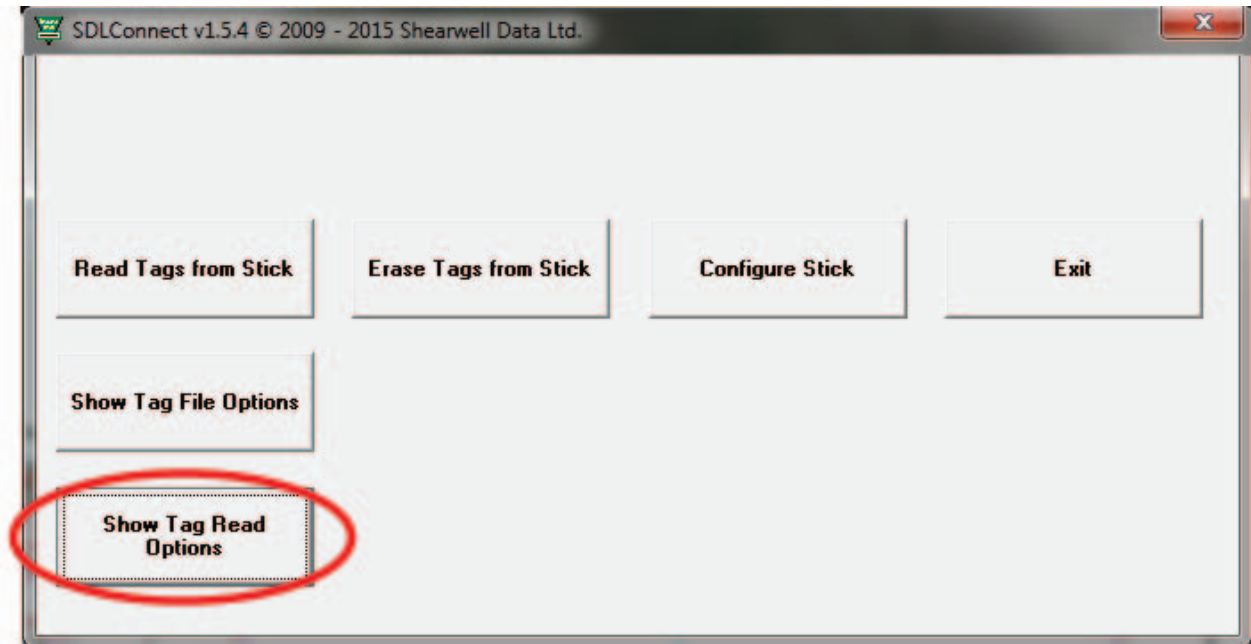 SDLConnect v1.5.4 © 2009 - 2015 Shearwell Data Ltd.
Read Tags from Stick
Erase Tags from Stick
Configure Stick
Exit
Show Tag File Options
Show Tag Read
Options